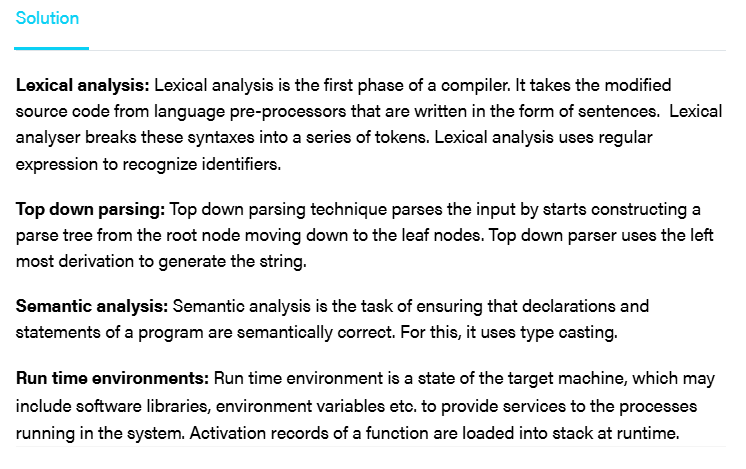 Solution
Lexical analysis: Lexical analysis is the first phase of a compiler. It takes the modified
source code from language pre-processors that are written in the form of sentences.  Lexical
analyser breaks these syntaxes into a series of tokens. Lexical analysis uses regular
expression to recognize identifiers.
Top down parsing: Top down parsing technique parses the input by starts constructing a
parse tree from the root node moving down to the leaf nodes. Top down parser uses the left
most derivation to generate the string.
Semantic analysis: Semantic analysis is the task of ensuring that declarations and
statements of a program are semantically correct. For this, it uses type casting.
Run time environments: Run time environment is a state of the target machine, which may
include software libraries, environment variables etc. to provide services to the processes
running in the system. Activation records of a function are loaded into stack at runtime.